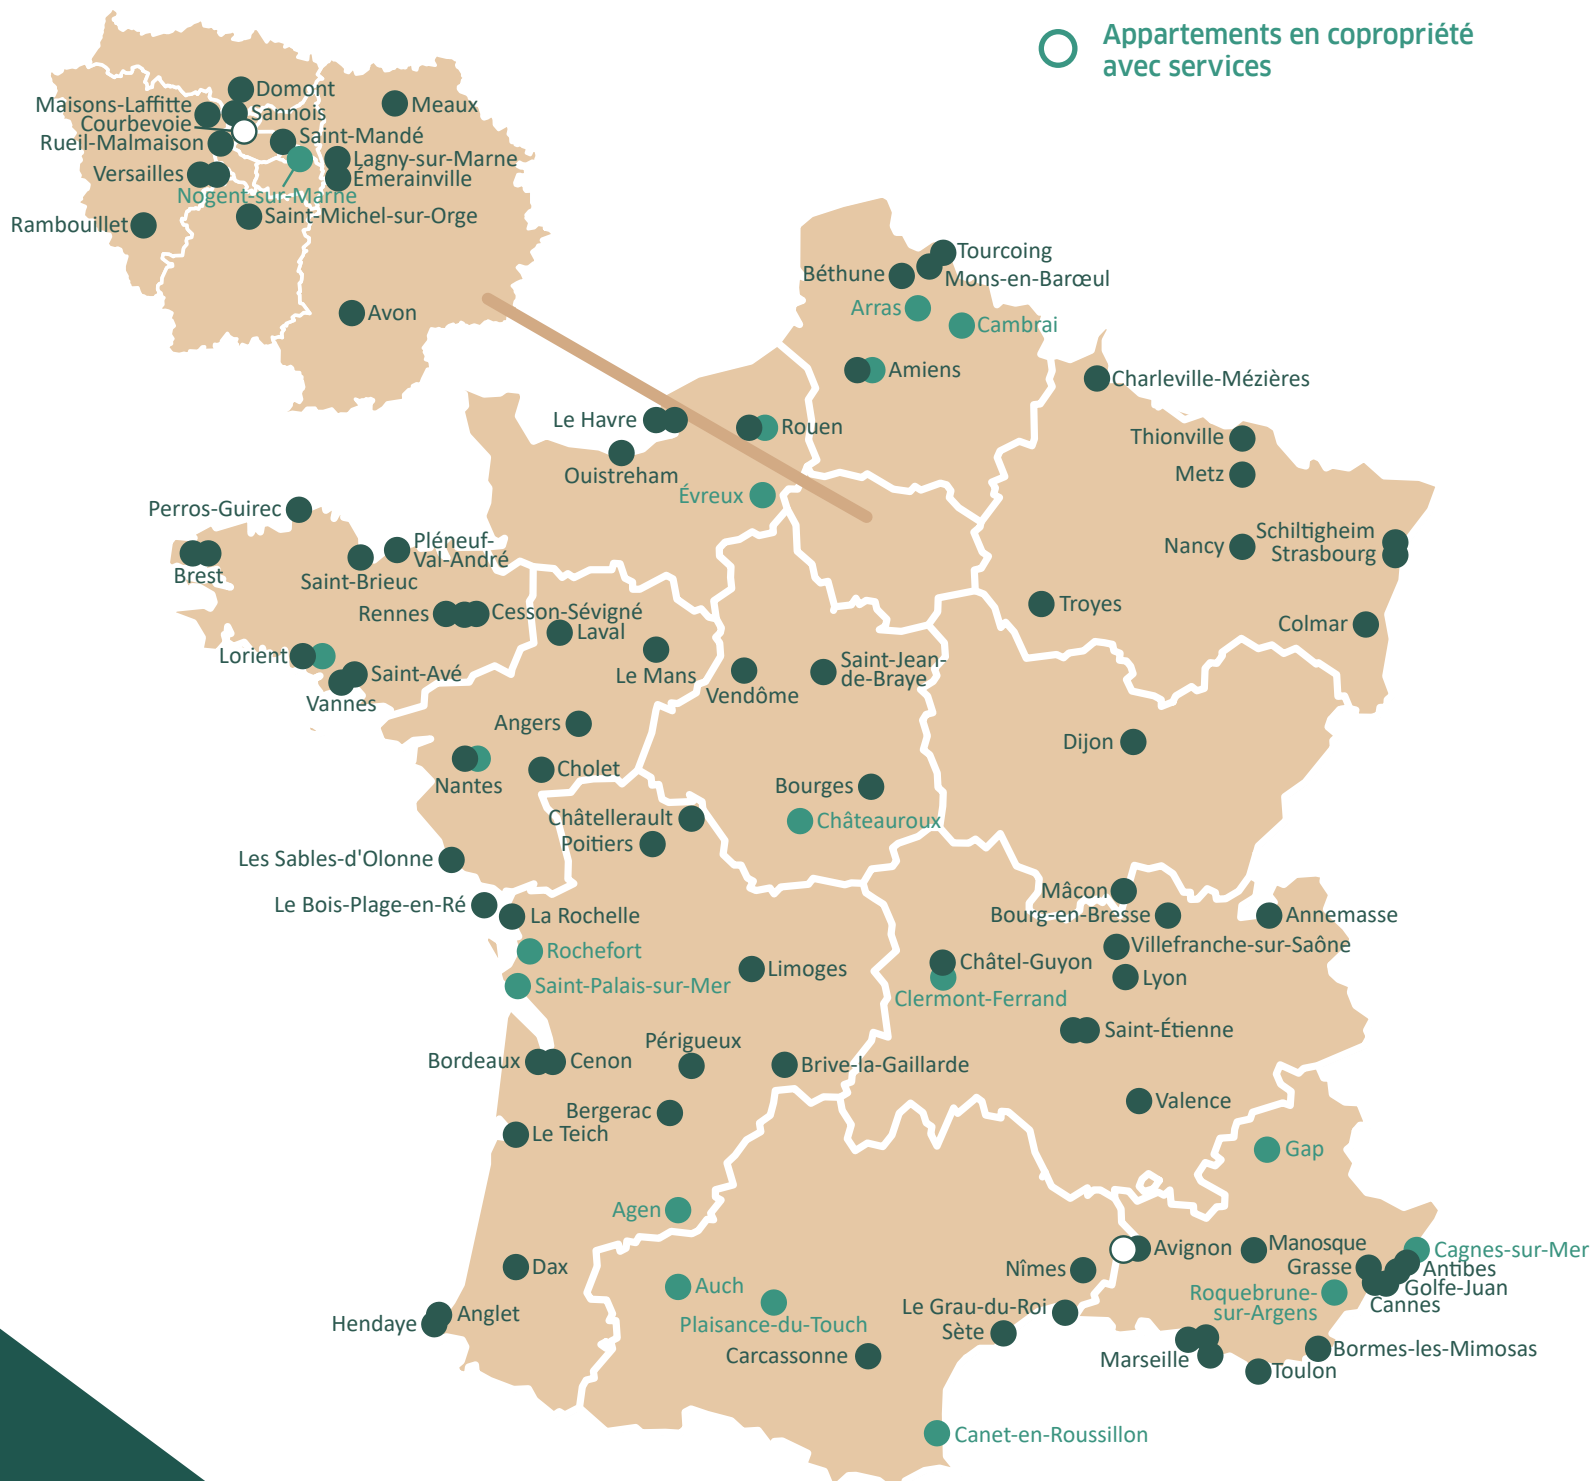 Appartements en copropriété
avec services
Domont
Maisons-Laffitte
Sannois
Meaux
Courbevoie
Saint-Mandé
Rueil-Malmaison
Lagny-sur-Marne
Versailles
Émerainville
Nogent-sur-Marne
Saint-Michel-sur-Orge
Rambouillet
Avon
Tourcoing
Béthune
Mons-en-Barœul
Arras
Cambrai
Amiens
Charleville-Mézières
Le Havre
Rouen
Thionville
Ouistreham
Metz
Évreux
Perros-Guirec
Pléneuf-
Val-André
Schiltigheim
Nancy
Strasbourg
Brest
Saint-Brieuc
Troyes
Rennes
Cesson-Sévigné
Laval
Colmar
Lorient
Saint-Avé
Le Mans
Saint-Jean-
de-Braye
Vendôme
Vannes
Angers
Dijon
Cholet
Nantes
Bourges
Châtellerault
Châteauroux
Poitiers
Les Sables-d'Olonne
Mâcon
Le Bois-Plage-en-Ré
La Rochelle
Bourg-en-Bresse
Annemasse
Rochefort
Villefranche-sur-Saône
Limoges
Châtel-Guyon
Lyon
Saint-Palais-sur-Mer
Clermont-Ferrand
Saint-Étienne
Périgueux
Bordeaux
Cenon
Brive-la-Gaillarde
Bergerac
Valence
Le Teich
Gap
Agen
Avignon
Manosque
Cagnes-sur-Mer
Dax
Nîmes
Grasse
Antibes
Auch
Roquebrune-
sur-Argens
Golfe-Juan
Cannes
Le Grau-du-Roi
Anglet
Plaisance-du-Touch
Hendaye
Sète
Carcassonne
Marseille
Bormes-les-Mimosas
Toulon
Canet-en-Roussillon